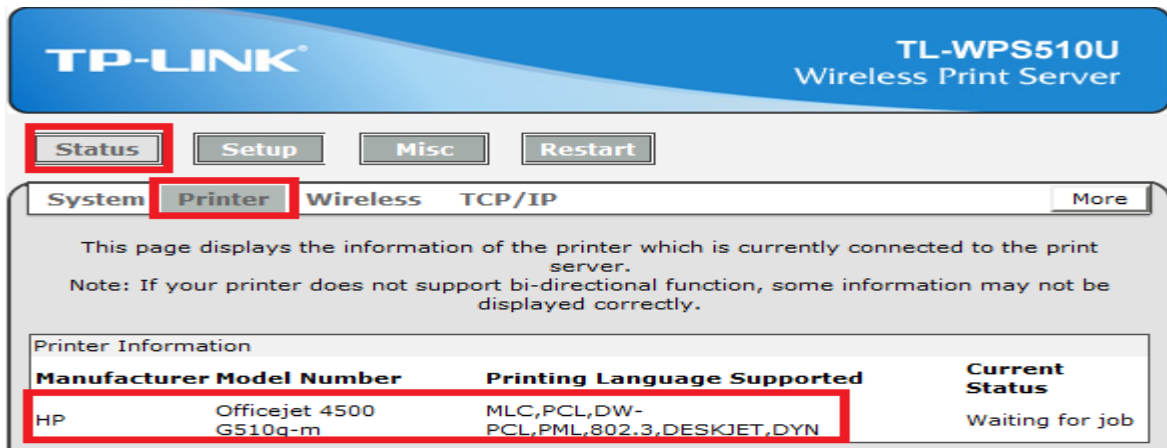 TP-LINK®
TL-WPS510U
Wireless Print Server
Status Setup Misc Restart
System Printer Wireless TCP/IP More
This page displays the information of the printer which is currently connected to the print
server.
Note: If your printer does not support bi-directional function, some information may not be
displayed correctly.
Printer Information
Manufacturer Model Number Printing Language Supported Current
Status
HP Officejet 4500 MLC,PCL,DW- Waiting for job
G510g-m PCL,PML,802.3,DESKJET,DYN